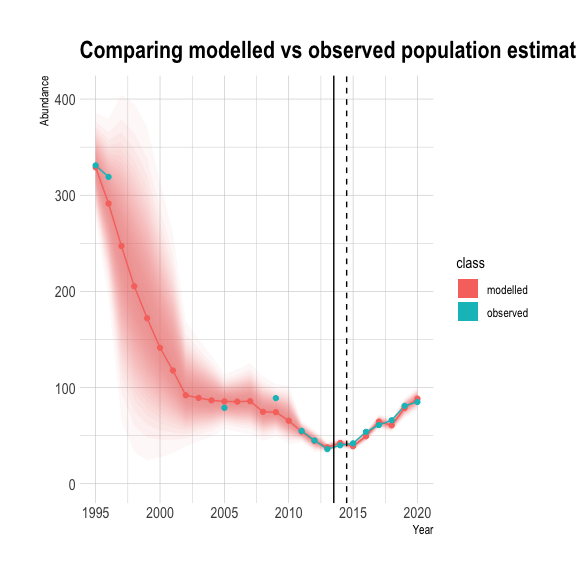 Comparing modelled vs observed population estimat
Abundance
400
300
200
100
0
1995 2000 2005 2010 2015 2020
Year
class
modelled
observed